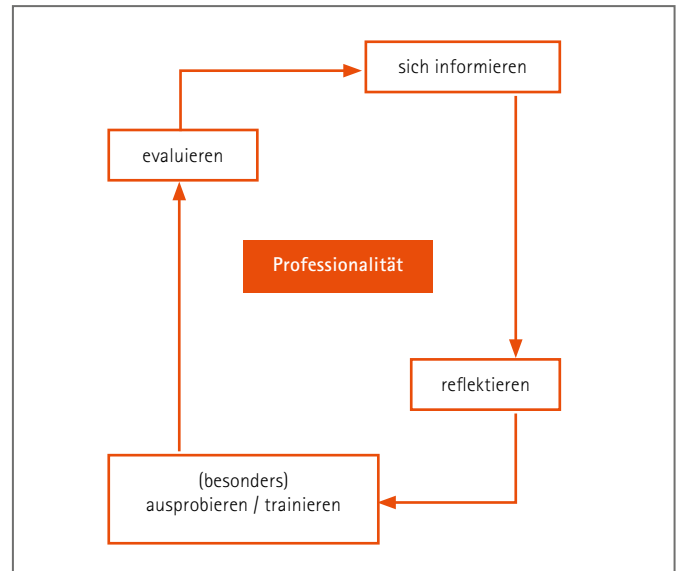 sich informieren
evaluieren
Professionalität
reflektieren
(besonders)
ausprobieren / trainieren